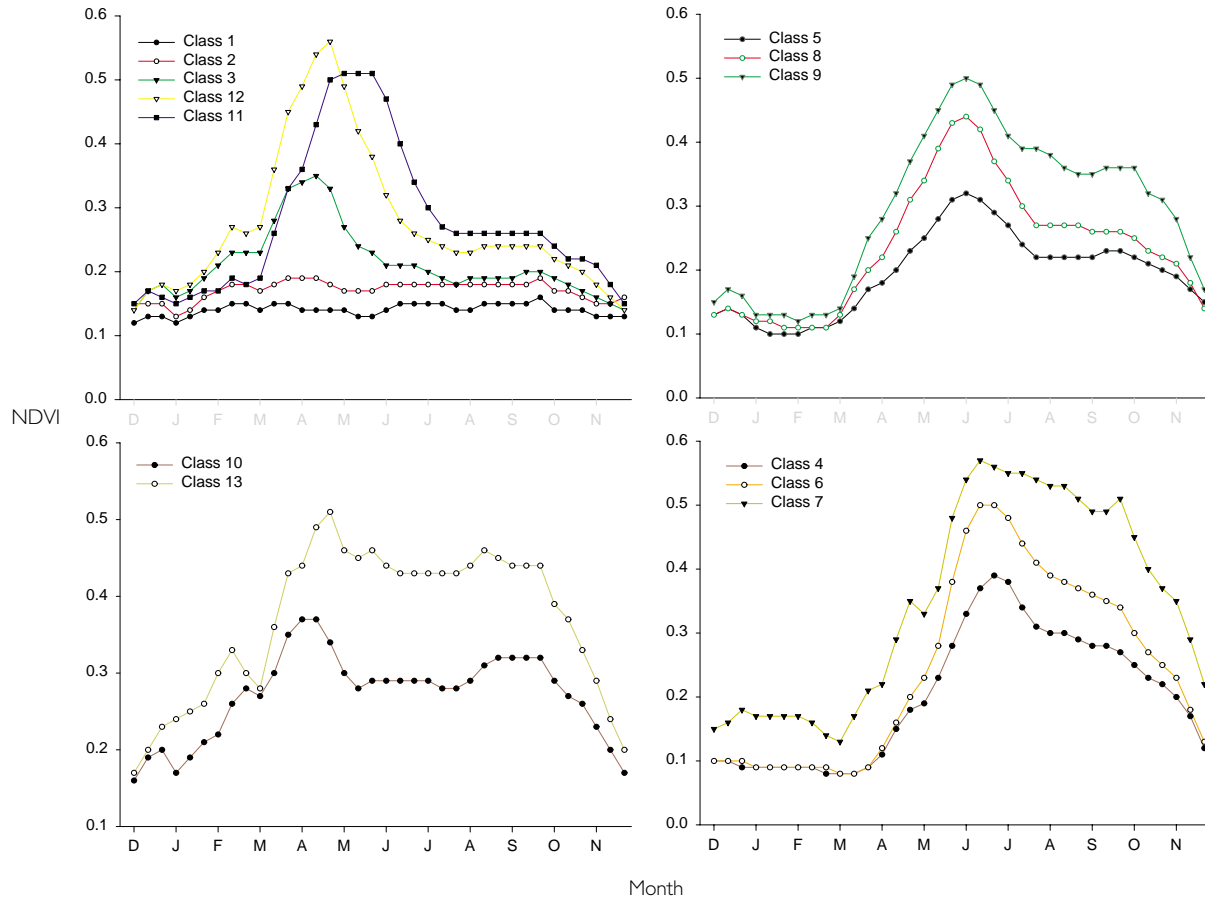 0.6
0.5
0.4
0.3
0.2
0.1
0.0
Class 1
Class 2
Class 3
Class 12
Class 11
D J F M A M J J A S O N
0.6
0.5
0.4
0.3
0.2
0.1
0.0
Class 5
Class 8
Class 9
D J F M A M J J A S O N
NDVI
0.6
0.5
0.4
0.3
0.2
0.1
Class 10
Class 13
D J F M A M J J A S O N
0.6
0.5
0.4
0.3
0.2
0.1
0.0
Class 4
Class 6
Class 7
D J F M A M J J A S O N
Month